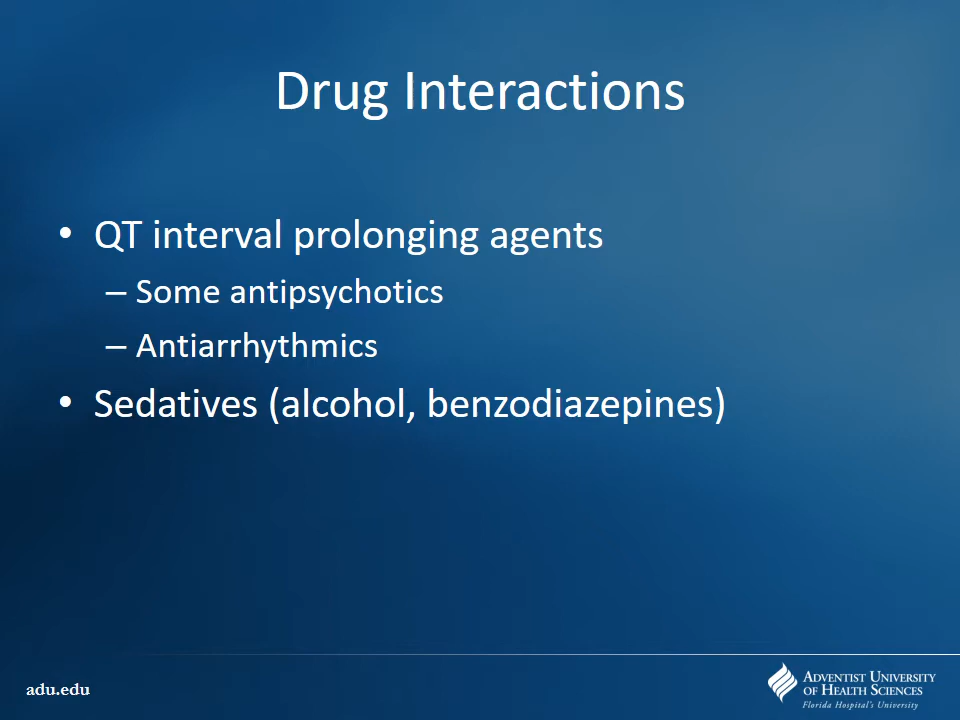 Drug Interactions
• QT interval prolonging agents
– Some antipsychotics
– Antiarrhythmics
• Sedatives (alcohol, benzodiazepines)
adu.edu
ADVENTIST UNIVERSITY
OF HEALTH SCIENCES
Florida Hospital's University